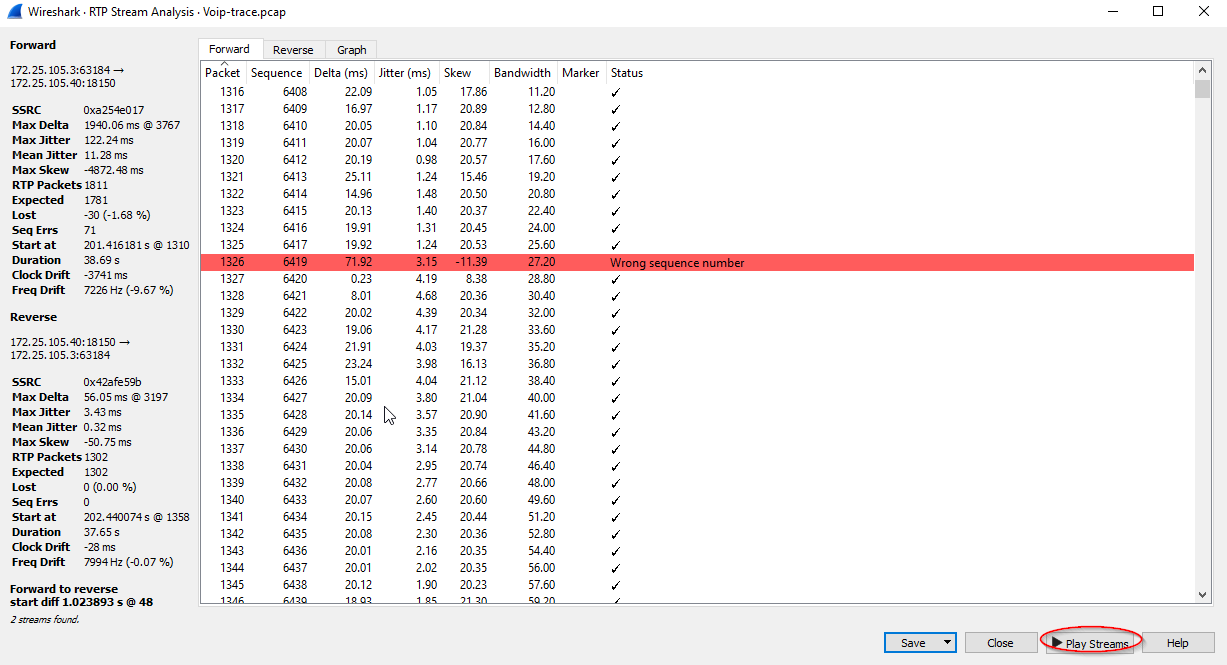 Wireshark · RTP Stream Analysis · Voip-trace.pcap
Forward
172.25.105.3:63184 →
172.25.105.40:18150
SSRC 0xa254e017
Max Delta 1940.06 ms @ 3767
Max Jitter 122.24 ms
Mean Jitter 11.28 ms
Max Skew -4872.48 ms
RTP Packets 1811
Expected 1781
Lost -30 (-1.68 %)
Seq Errs 71
Start at 201.416181 s @ 1310
Duration 38.69 s
Clock Drift -3741 ms
Freq Drift 7226 Hz (-9.67 %)
Reverse
172.25.105.40:18150 →
172.25.105.3:63184
SSRC 0x42afe59b
Max Delta 56.05 ms @ 3197
Max Jitter 3.43 ms
Mean Jitter 0.32 ms
Max Skew -50.75 ms
RTP Packets 1302
Expected 1302
Lost 0 (0.00 %)
Seq Errs 0
Start at 202.440074 s @ 1358
Duration 37.65 s
Clock Drift -28 ms
Freq Drift 7994 Hz (-0.07 %)
Forward to reverse
start diff 1.023893 s @ 48
2 streams found.
Forward Reverse Graph
Packet Sequence Delta (ms) Jitter (ms) Skew Bandwidth Marker Status
1316 6408 22.09 1.05 17.86 11.20 ✓
1317 6409 16.97 1.17 20.89 12.80 ✓
1318 6410 20.05 1.10 20.84 14.40 ✓
1319 6411 20.07 1.04 20.77 16.00 ✓
1320 6412 20.19 0.98 20.57 17.60 ✓
1321 6413 25.11 1.24 15.46 19.20 ✓
1322 6414 14.96 1.48 20.50 20.80 ✓
1323 6415 20.13 1.40 20.37 22.40 ✓
1324 6416 19.91 1.31 20.45 24.00 ✓
1325 6417 19.92 1.24 20.53 25.60 ✓
1326 6419 71.92 3.15 -11.39 27.20 Wrong sequence number
1327 6420 0.23 4.19 8.38 28.80 ✓
1328 6421 8.01 4.68 20.36 30.40 ✓
1329 6422 20.02 4.39 20.34 32.00 ✓
1330 6423 19.06 4.17 21.28 33.60 ✓
1331 6424 21.91 4.03 19.37 35.20 ✓
1332 6425 23.24 3.98 16.13 36.80 ✓
1333 6426 15.01 4.04 21.12 38.40 ✓
1334 6427 20.09 3.80 21.04 40.00 ✓
1335 6428 20.14 3.57 20.90 41.60 ✓
1336 6429 20.06 3.35 20.84 43.20 ✓
1337 6430 20.06 3.14 20.78 44.80 ✓
1338 6431 20.04 2.95 20.74 46.40 ✓
1339 6432 20.08 2.77 20.66 48.00 ✓
1340 6433 20.07 2.60 20.60 49.60 ✓
1341 6434 20.15 2.45 20.44 51.20 ✓
1342 6435 20.08 2.30 20.36 52.80 ✓
1343 6436 20.01 2.16 20.35 54.40 ✓
1344 6437 20.01 2.02 20.35 56.00 ✓
1345 6438 20.12 1.90 20.23 57.60 ✓
1346 6439 18.93 1.85 21.30 59.20 ✓
Save Close Play Streams Help